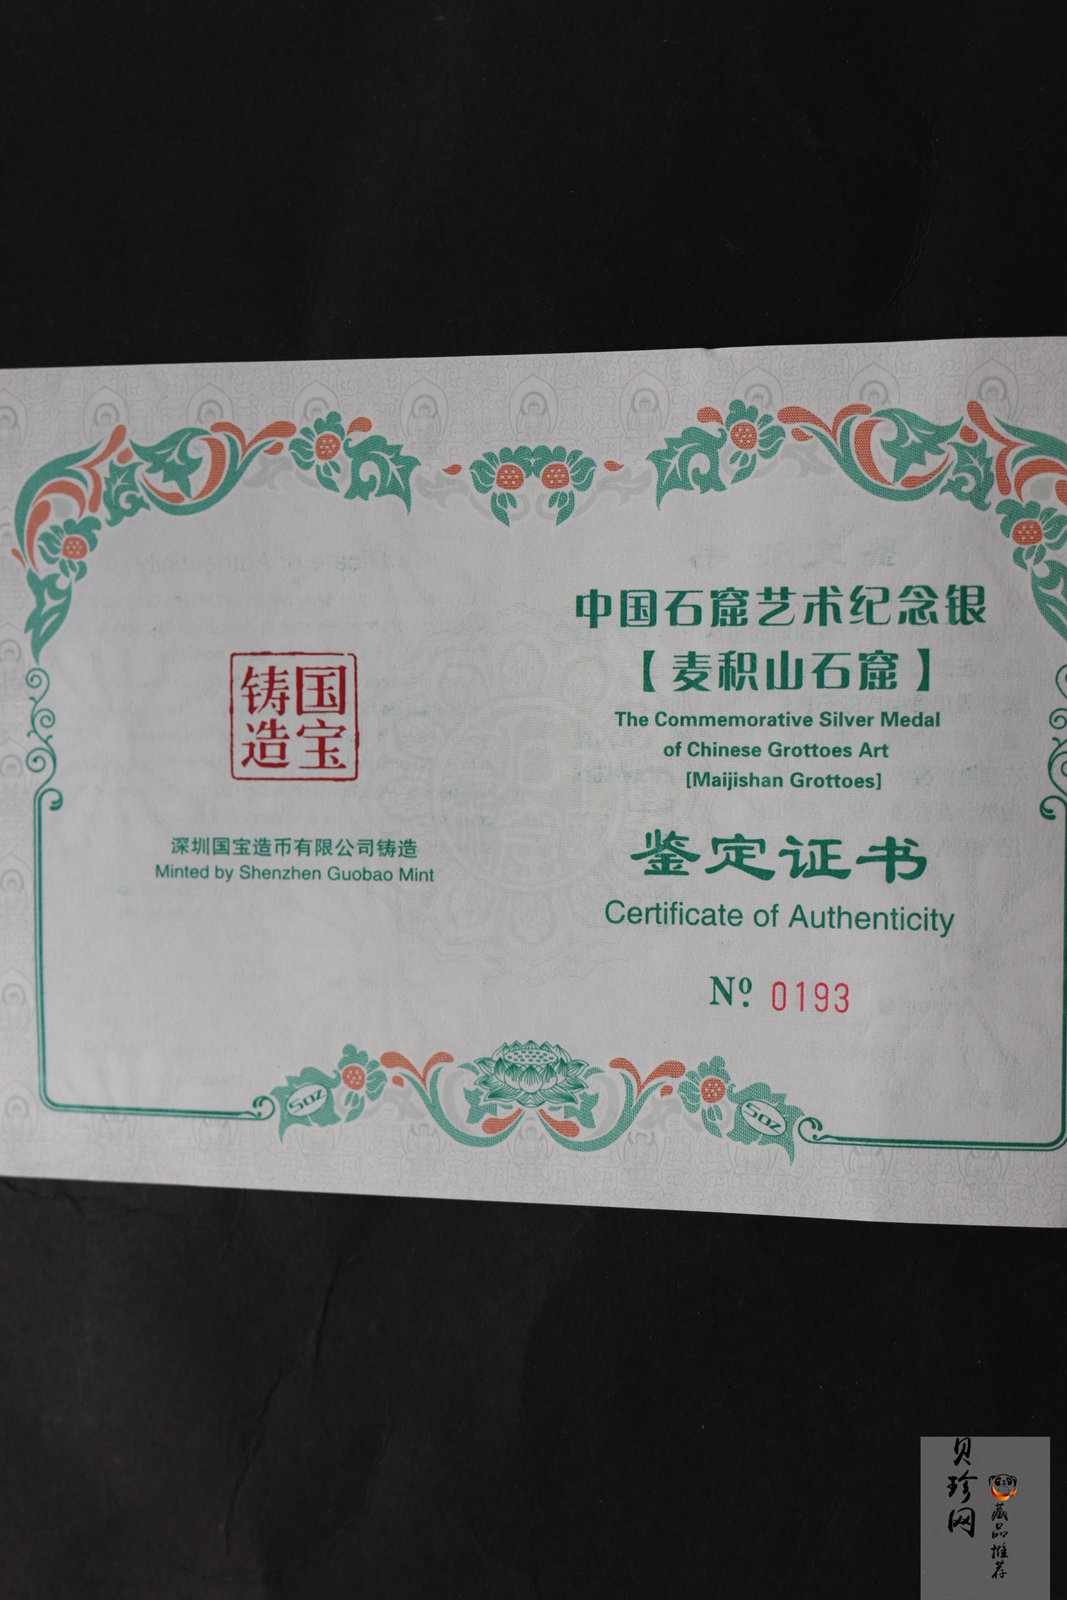 国宝
铸造
深圳国宝造币有限公司铸造
Minted by Shenzhen Guobao Mint
中国石窟艺术纪念银
【麦积山石窟】
The Commemorative Silver Medal
of Chinese Grottoes Art
[Maijishan Grottoes]
鉴定证书
Certificate of Authenticity
Nº. 0193
5oz
5oz
贝珍网
藏品推荐